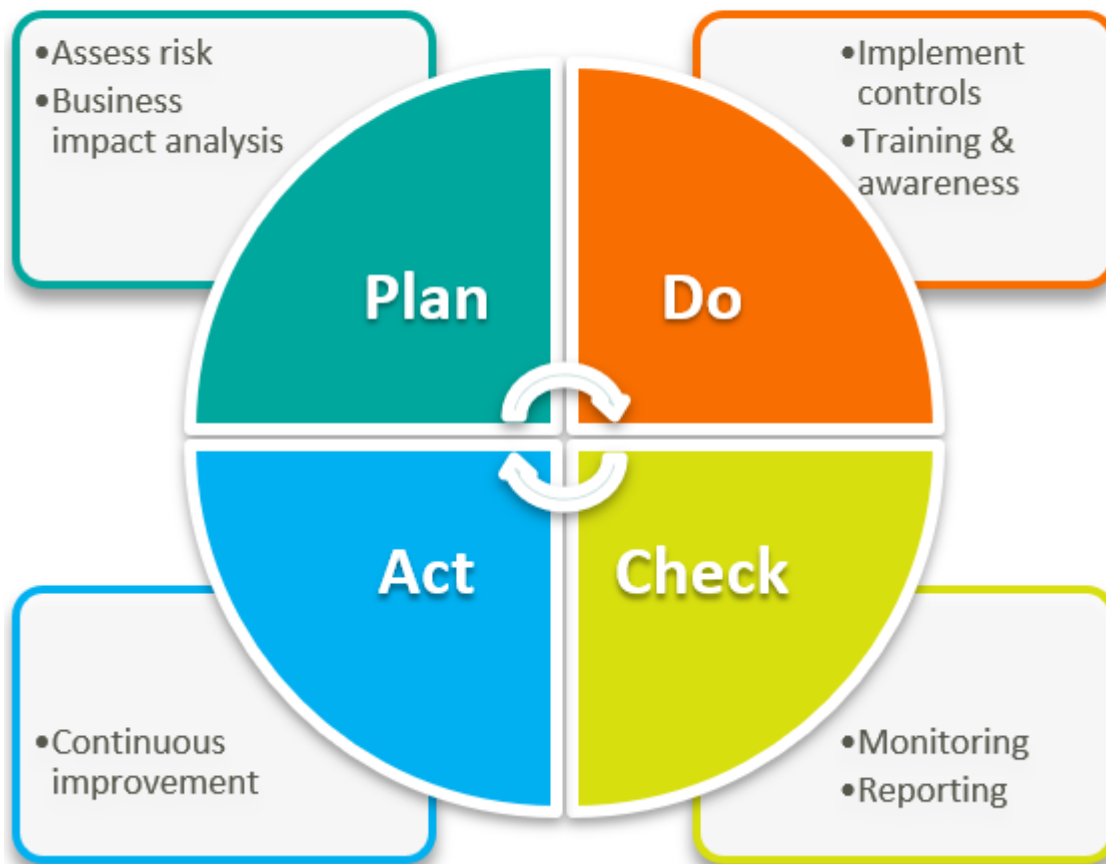 •Assess risk
•Business
impact analysis
•Implement
controls
•Training &
awareness
Plan
Do
Act
Check
•Continuous
improvement
•Monitoring
•Reporting